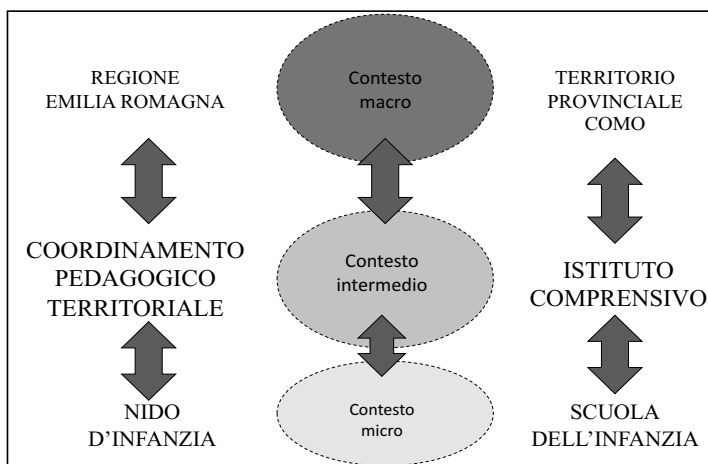 REGIONE
EMILIA ROMAGNA
Contesto
macro
TERRITORIO
PROVINCIALE
COMO
COORDINAMENTO
PEDAGOGICO
TERRITORIALE
Contesto
intermedio
ISTITUTO
COMPRENSIVO
NIDO
D’INFANZIA
Contesto
micro
SCUOLA
DELL’INFANZIA